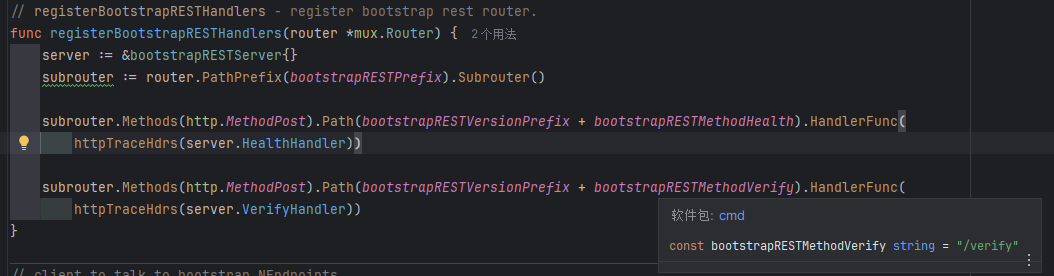 // registerBootstrapRESTHandlers - register bootstrap rest router.
func registerBootstrapRESTHandlers(router *mux.Router) { 2个用法
server := &bootstrapRESTServer{}
subrouter := router.PathPrefix(bootstrapRESTPrefix).Subrouter()
subrouter.Methods(http.MethodPost).Path(bootstrapRESTVersionPrefix + bootstrapRESTMethodHealth).HandlerFunc(
httpTraceHdrs(server.HealthHandler))
subrouter.Methods(http.MethodPost).Path(bootstrapRESTVersionPrefix + bootstrapRESTMethodVerify).HandlerFunc(
httpTraceHdrs(server.VerifyHandler))
}
软件包: cmd
const bootstrapRESTMethodVerify string = "/verify"
// client to talk to bootstrap NEndpoints